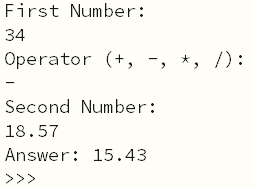 First Number:
34
Operator (+, -, *, /):
-
Second Number:
18.57
Answer: 15.43
>>>